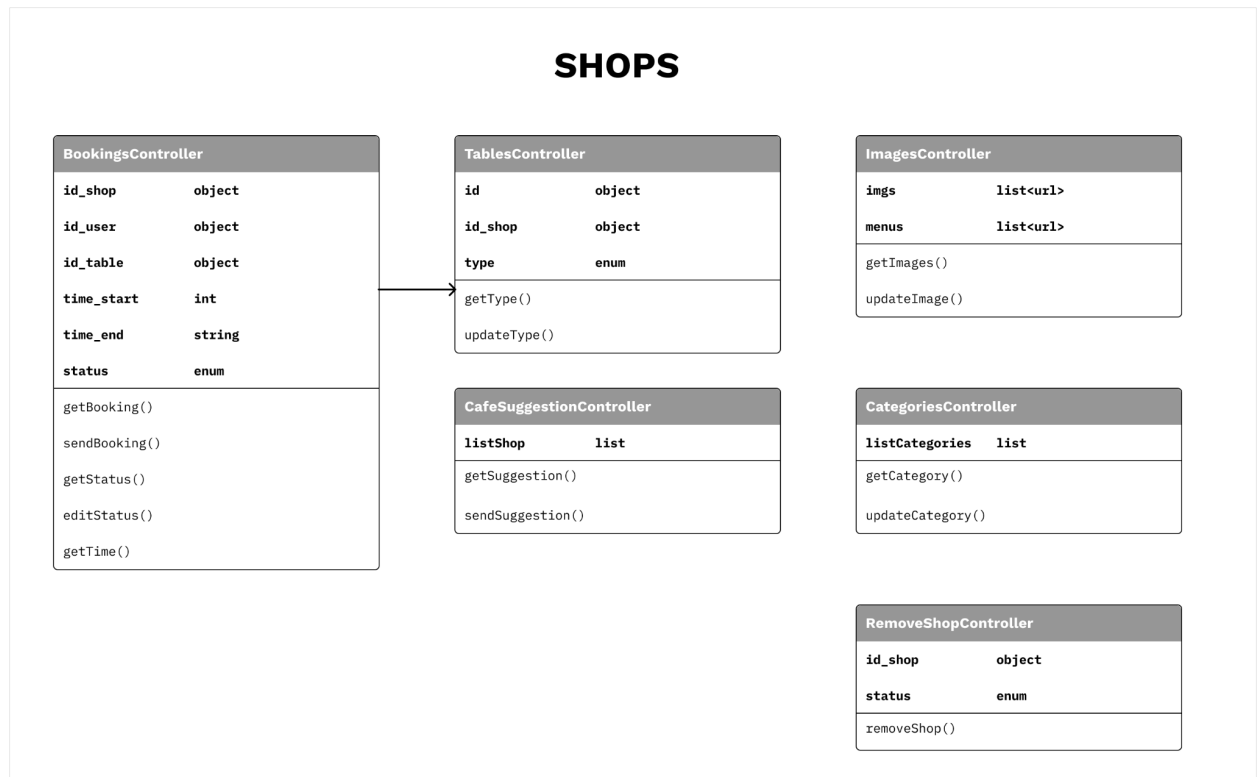 SHOPS
BookingsController
id_shop object
id_user object
id_table object
time_start int
time_end string
status enum
getBooking()
sendBooking()
getStatus()
editStatus()
getTime()
TablesController
id object
id_shop object
type enum
getType()
updateType()
CafeSuggestionController
listShop list
getSuggestion()
sendSuggestion()
ImagesController
imgs list<url>
menus list<url>
getImages()
updateImage()
CategoriesController
listCategories list
getCategory()
updateCategory()
RemoveShopController
id_shop object
status enum
removeShop()